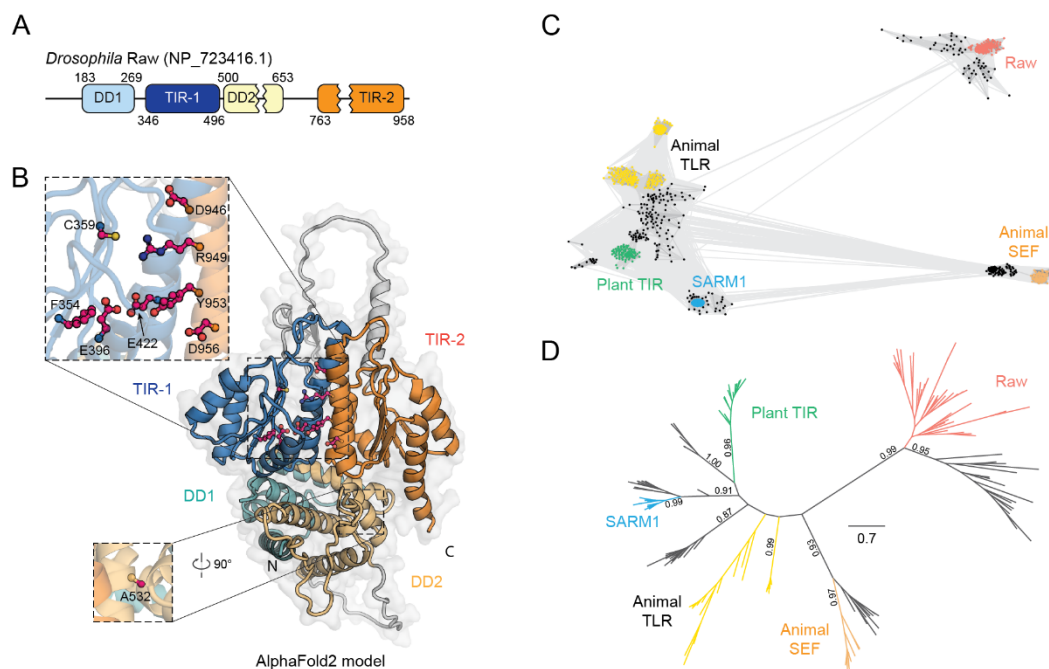 A
Drosophila Raw (NP_723416.1)
183 269 500 653
DD1 TIR-1 DD2 TIR-2
346 496 763 958
B
C359
D946
R949
F354
Y953
E396
E422
D956
TIR-1
TIR-2
DD1
N
90°
C
DD2
A532
AlphaFold2 model
C
Raw
Animal
TLR
Animal
SEF
Plant TIR
SARM1
D
Plant TIR
Raw
0.96
1.00
0.99
0.95
0.91
SARM1
0.99
0.87
0.7
0.99
0.93
0.97
Animal
TLR
Animal
SEF